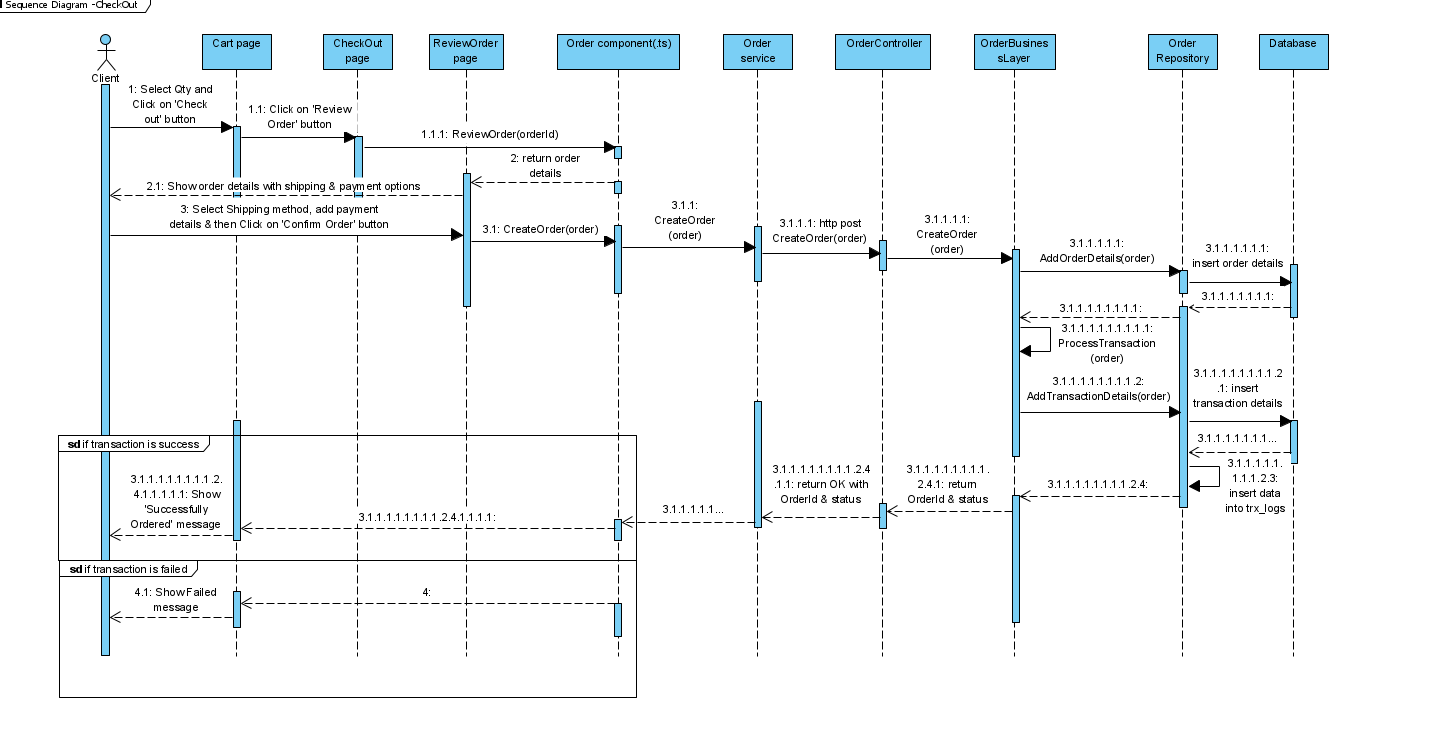 Sequence Diagram -CheckOut
Client
Cart page
CheckOut
page
ReviewOrder
page
Order component(.ts)
Order
service
OrderController
OrderBusines
sLayer
Order
Repository
Database
1: Select Qty and
Click on 'Check
out' button
1.1: Click on 'Review
Order' button
1.1.1: ReviewOrder(orderId)
2: return order
details
2.1: Show order details with shipping & payment options
3: Select Shipping method, add payment
details & then Click on 'Confirm Order' button
3.1: CreateOrder(order)
3.1.1:
CreateOrder
(order)
3.1.1.1: http post
CreateOrder(order)
3.1.1.1.1:
CreateOrder
(order)
3.1.1.1.1.1:
AddOrderDetails(order)
3.1.1.1.1.1.1:
insert order details
3.1.1.1.1.1.1.1:
3.1.1.1.1.1.1.1.1:
3.1.1.1.1.1.1.1.1.1:
ProcessTransaction
(order)
3.1.1.1.1.1.1.1.1.2:
AddTransactionDetails(order)
3.1.1.1.1.1.1.1.1.2
.1: insert
transaction details
3.1.1.1.1.1.1...
3.1.1.1.1.1.
1.1.1.2.3:
insert data
into trx_logs
3.1.1.1.1.1.1.1.1.2.4:
3.1.1.1.1.1.1.1.1.
2.4.1: return
OrderId & status
3.1.1.1.1.1.1.1.1.2.4
.1.1: return OK with
OrderId & status
3.1.1.1.1.1...
3.1.1.1.1.1.1.1.1.2.4.1.1.1.1:
sd if transaction is success
3.1.1.1.1.1.1.1.1.2.
4.1.1.1.1.1: Show
'Successfully
Ordered' message
sd if transaction is failed
4.1: Show Failed
message
4: